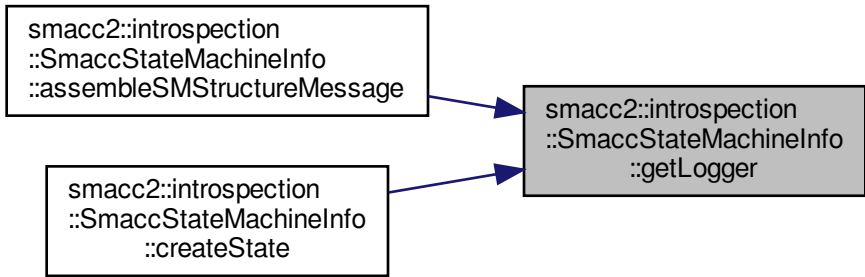 smacc2::introspection
::SmaccStateMachineInfo
::assembleSMStructureMessage
smacc2::introspection
::SmaccStateMachineInfo
::getLogger
smacc2::introspection
::SmaccStateMachineInfo
::createState